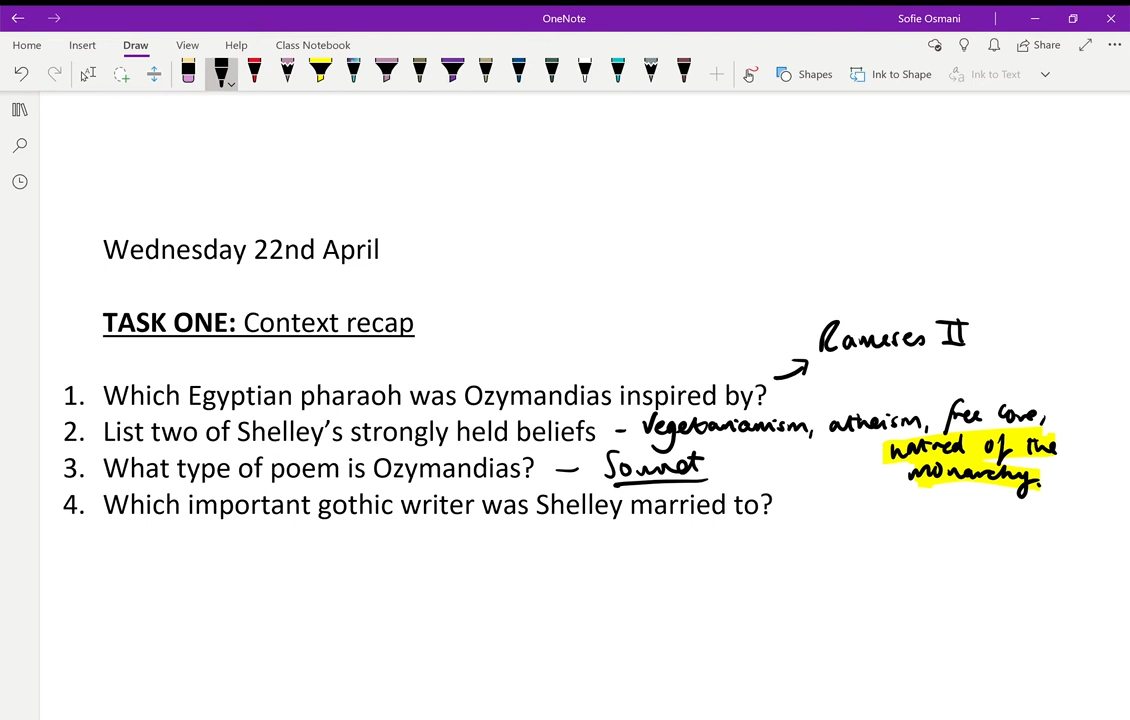 OneNote
Sofie Osmani
Home Insert Draw View Help Class Notebook
Share
Shapes Ink to Shape Ink to Text
Wednesday 22nd April
TASK ONE: Context recap
Rameses II
1. Which Egyptian pharaoh was Ozymandias inspired by?
2. List two of Shelley's strongly held beliefs - Vegetarianism, atheism, free love,
hatred of the
monarchy.
3. What type of poem is Ozymandias? - Sonnet
4. Which important gothic writer was Shelley married to?